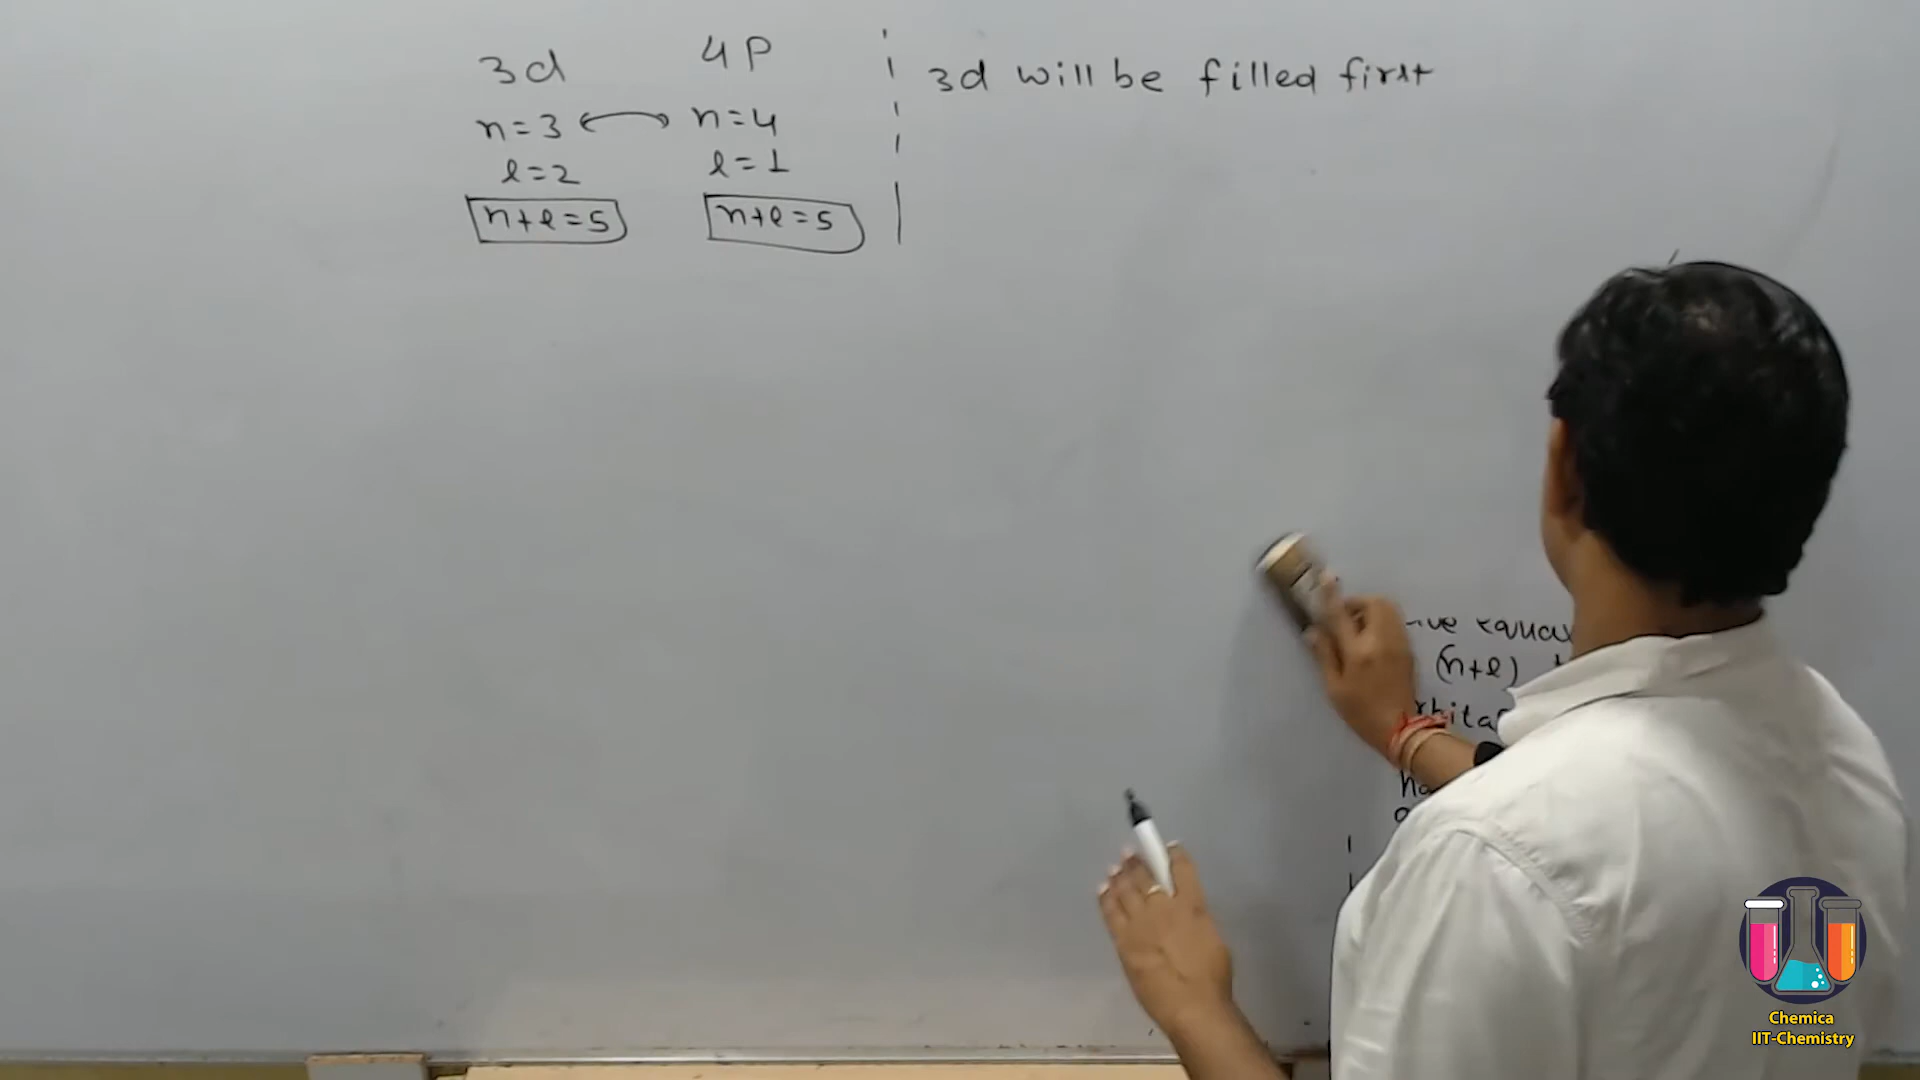 3d 4P
n=3 n=4
l=2 l=1
n+l=5 n+l=5
3d will be filled first
(n+l)
Chemica
IIT-Chemistry